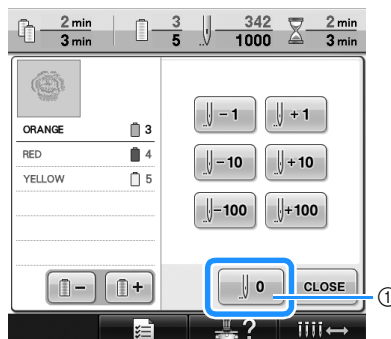 2 min 3 342 2 min
3 min 5 1000 3 min
ORANGE 3
RED 4
YELLOW 5
- 1 + 1
-10 +10
-100 +100
- + 0 CLOSE
①
?